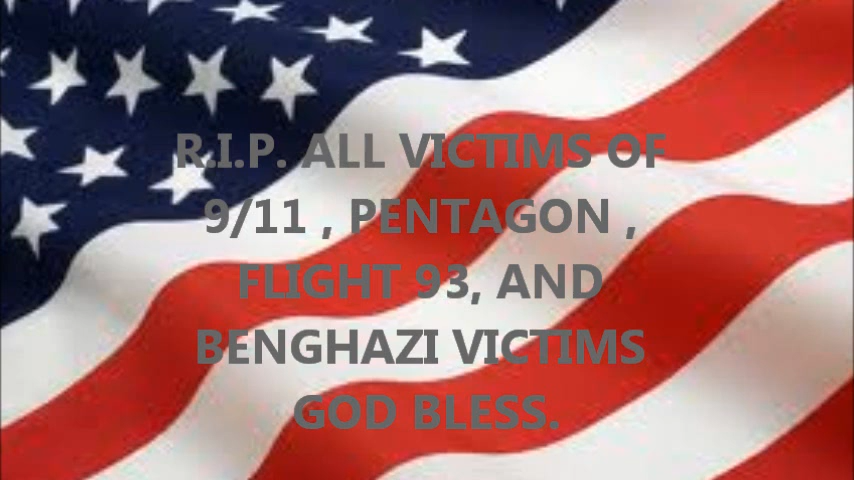 R.I.P. ALL VICTIMS OF
9/11 , PENTAGON ,
FLIGHT 93, AND
BENGHAZI VICTIMS
GOD BLESS.